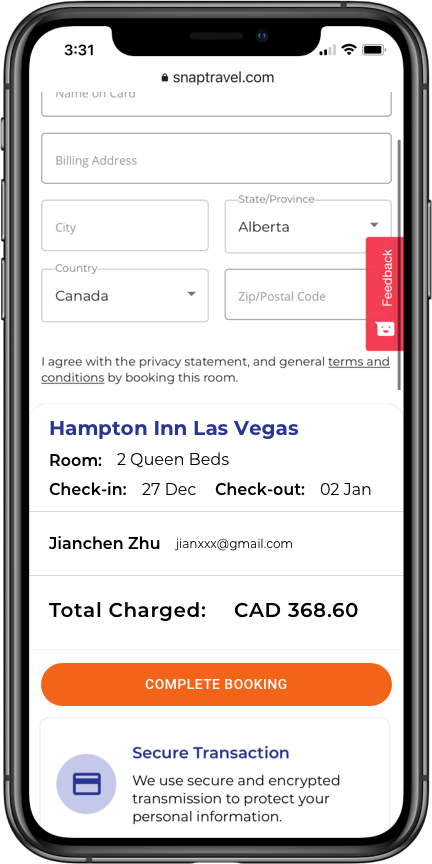 3:31
snaptravel.com
Name on Card
Billing Address
State/Province
City
Alberta
Country
Canada
Zip/Postal Code
Feedback
I agree with the privacy statement, and general terms and
conditions by booking this room.
Hampton Inn Las Vegas
Room: 2 Queen Beds
Check-in: 27 Dec Check-out: 02 Jan
Jianchen Zhu jianxxx@gmail.com
Total Charged: CAD 368.60
COMPLETE BOOKING
Secure Transaction
We use secure and encrypted
transmission to protect your
personal information.